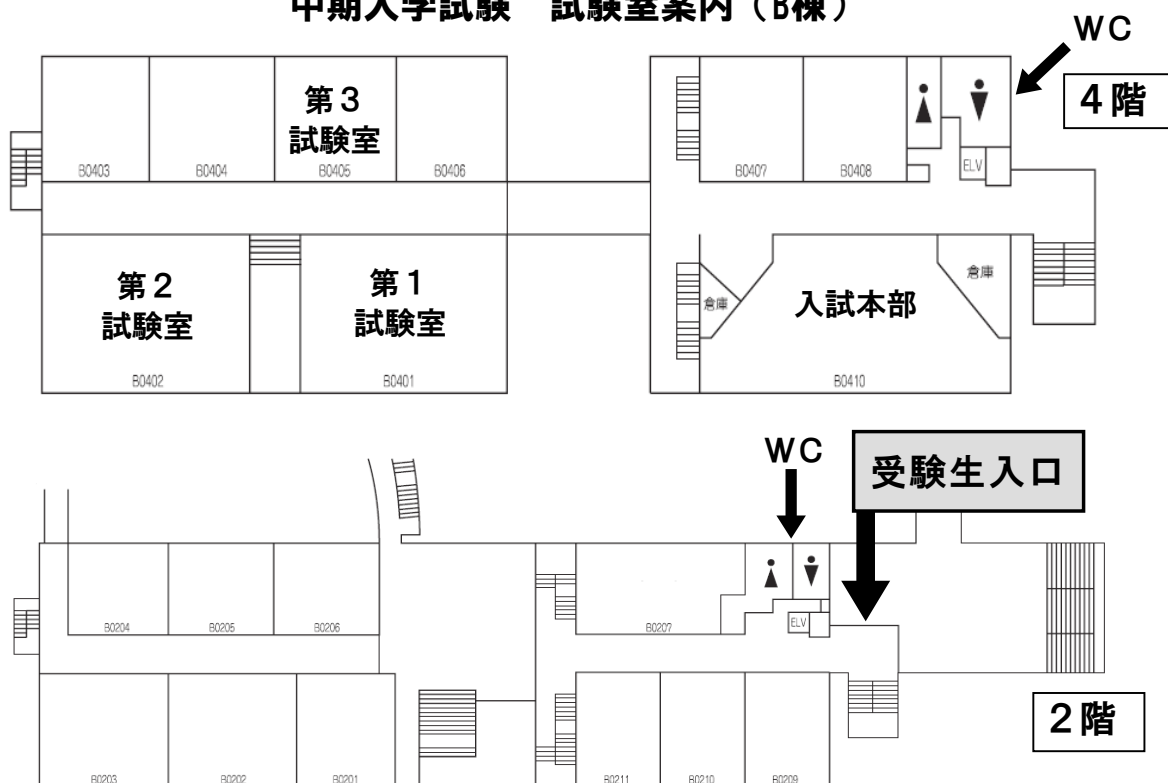 中期入学試験　試験室案内（B棟）
WC
4階
第3
試験室
B0403
B0404
B0405
B0406
B0407
B0408
ELV
第2
試験室
第1
試験室
倉庫
入試本部
倉庫
B0402
B0401
B0410
WC
受験生入口
B0204
B0205
B0206
B0207
ELV
2階
B0203
B0202
B0201
B0211
B0210
B0209